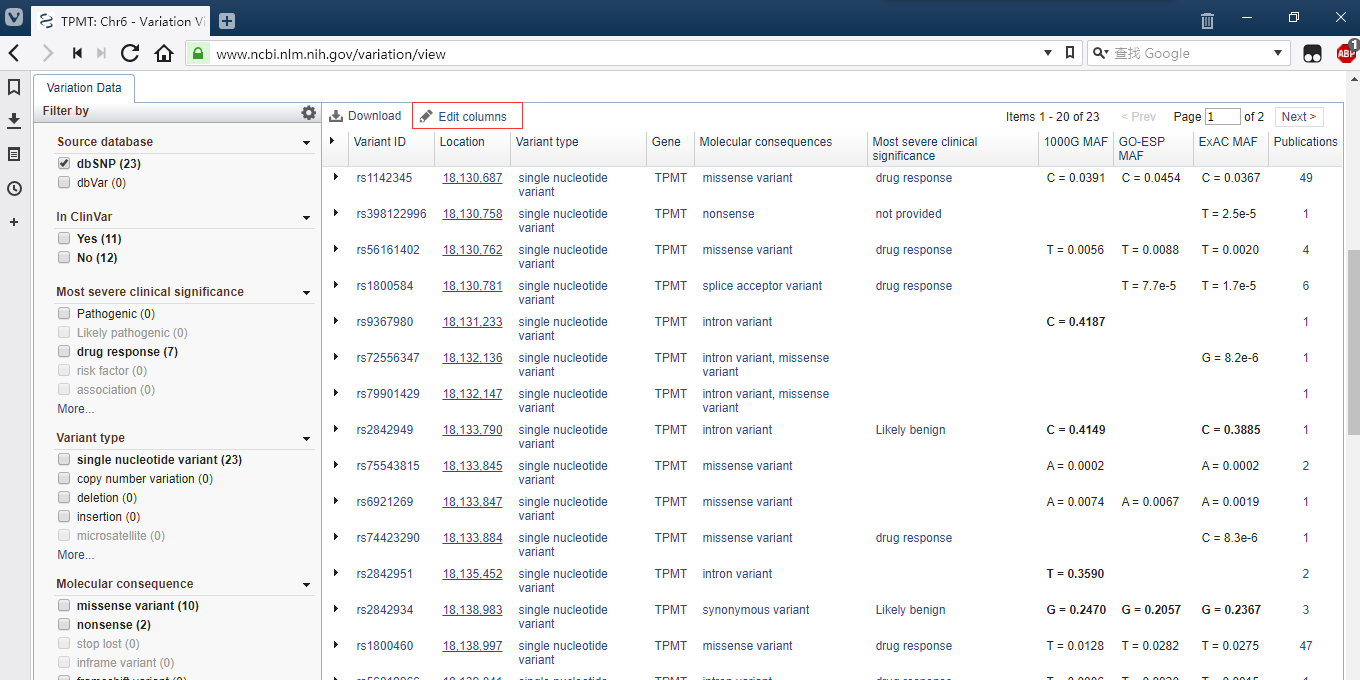 TPMT: Chr6 - Variation Vi
www.ncbi.nlm.nih.gov/variation/view
查找 Google
ABP
1
Variation Data
Filter by
Source database
dbSNP (23)
dbVar (0)
In ClinVar
Yes (11)
No (12)
Most severe clinical significance
Pathogenic (0)
Likely pathogenic (0)
drug response (7)
risk factor (0)
association (0)
More...
Variant type
single nucleotide variant (23)
copy number variation (0)
deletion (0)
insertion (0)
microsatellite (0)
More...
Molecular consequence
missense variant (10)
nonsense (2)
stop lost (0)
inframe variant (0)
frameshift variant (0)
Download Edit columns Items 1 - 20 of 23 < Prev Page 1 of 2 Next >
Variant ID Location Variant type Gene Molecular consequences Most severe clinical 1000G MAF GO-ESP ExAC MAF Publications
significance MAF
rs1142345 18,130,687 single nucleotide TPMT missense variant drug response C = 0.0391 C = 0.0454 C = 0.0367 49
variant
rs398122996 18,130,758 single nucleotide TPMT nonsense not provided T = 2.5e-5 1
variant
rs56161402 18,130,762 single nucleotide TPMT missense variant drug response T = 0.0056 T = 0.0088 T = 0.0020 4
variant
rs1800584 18,130,781 single nucleotide TPMT splice acceptor variant drug response T = 7.7e-5 T = 1.7e-5 6
variant
rs9367980 18,131,233 single nucleotide TPMT intron variant C = 0.4187 1
variant
rs72556347 18,132,136 single nucleotide TPMT intron variant, missense G = 8.2e-6 1
variant variant
rs79901429 18,132,147 single nucleotide TPMT intron variant, missense 1
variant variant
rs2842949 18,133,790 single nucleotide TPMT intron variant Likely benign C = 0.4149 C = 0.3885 1
variant
rs75543815 18,133,845 single nucleotide TPMT missense variant A = 0.0002 A = 0.0002 2
variant
rs6921269 18,133,847 single nucleotide TPMT missense variant A = 0.0074 A = 0.0067 A = 0.0019 1
variant
rs74423290 18,133,884 single nucleotide TPMT missense variant drug response C = 8.3e-6 1
variant
rs2842951 18,135,452 single nucleotide TPMT intron variant T = 0.3590 2
variant
rs2842934 18,138,983 single nucleotide TPMT synonymous variant Likely benign G = 0.2470 G = 0.2057 G = 0.2367 3
variant
rs1800460 18,138,997 single nucleotide TPMT missense variant drug response T = 0.0128 T = 0.0282 T = 0.0275 47
variant